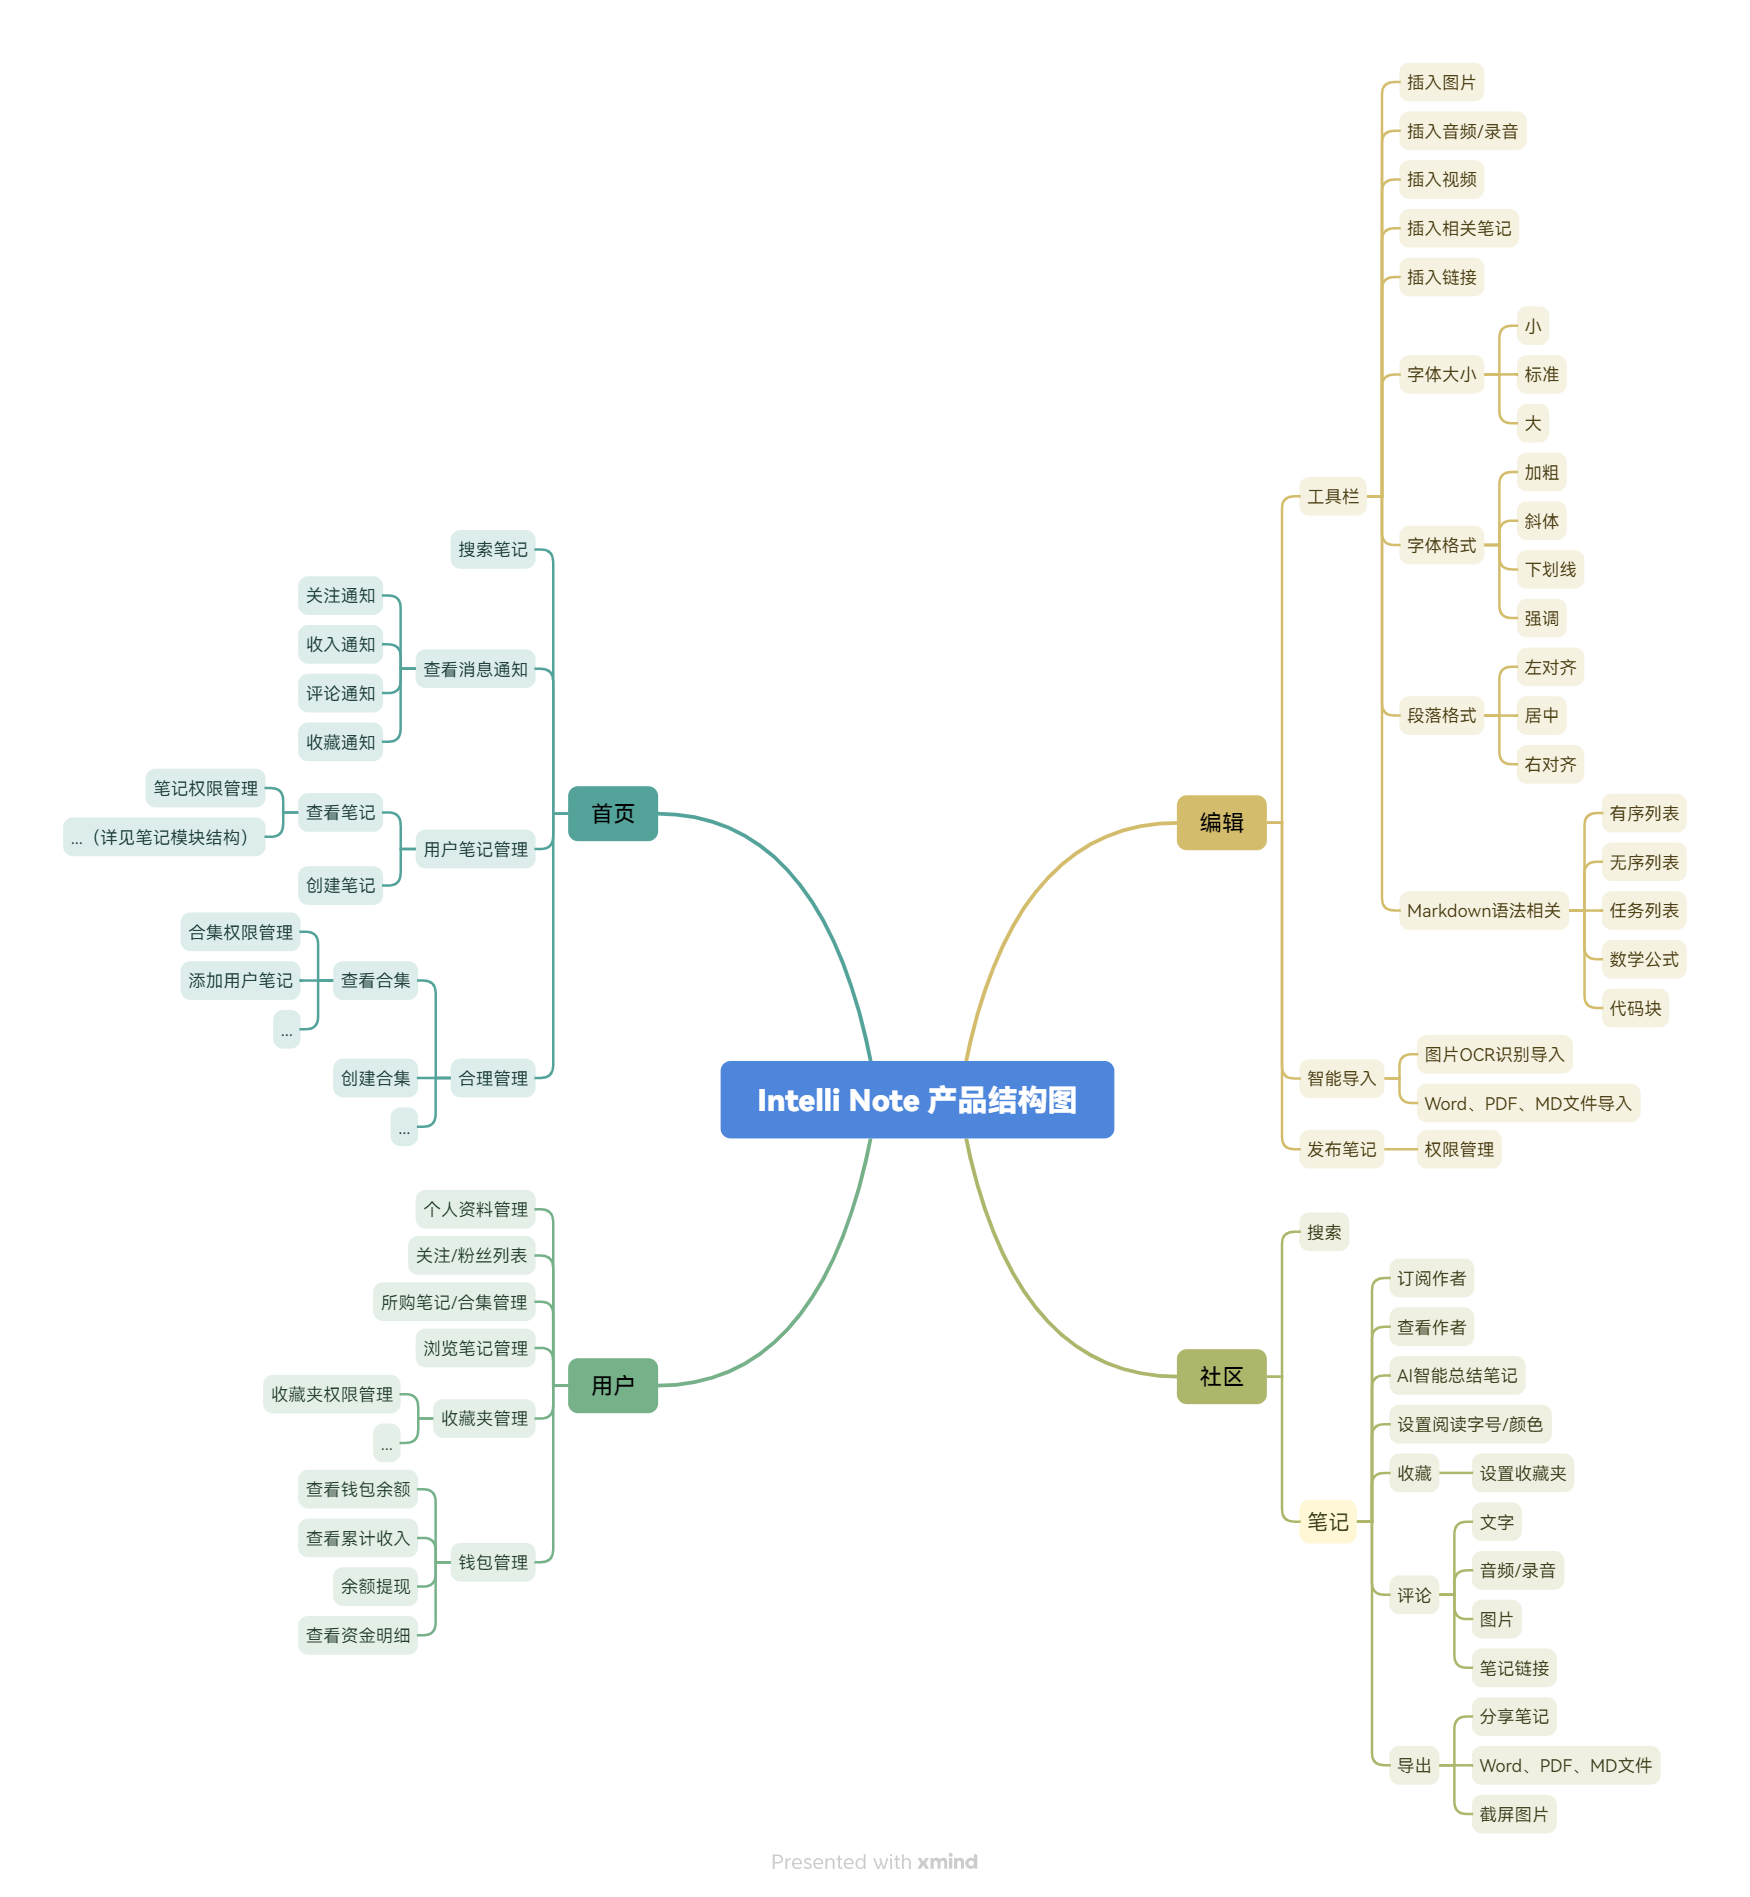 Intelli Note 产品结构图
编辑
工具栏
插入图片
插入音频/录音
插入视频
插入相关笔记
插入链接
字体大小
小
标准
大
字体格式
加粗
斜体
下划线
强调
段落格式
左对齐
居中
右对齐
Markdown语法相关
有序列表
无序列表
任务列表
数学公式
代码块
智能导入
图片OCR识别导入
Word、PDF、MD文件导入
发布笔记
权限管理
社区
搜索
笔记
订阅作者
查看作者
AI智能总结笔记
设置阅读字号/颜色
收藏
设置收藏夹
评论
文字
音频/录音
图片
笔记链接
导出
分享笔记
Word、PDF、MD文件
截屏图片
首页
搜索笔记
查看消息通知
关注通知
收入通知
评论通知
收藏通知
用户笔记管理
查看笔记
笔记权限管理
...（详见笔记模块结构）
创建笔记
合理管理
查看合集
合集权限管理
添加用户笔记
...
创建合集
...
用户
个人资料管理
关注/粉丝列表
所购笔记/合集管理
浏览笔记管理
收藏夹管理
收藏夹权限管理
...
钱包管理
查看钱包余额
查看累计收入
余额提现
查看资金明细
Presented with xmind